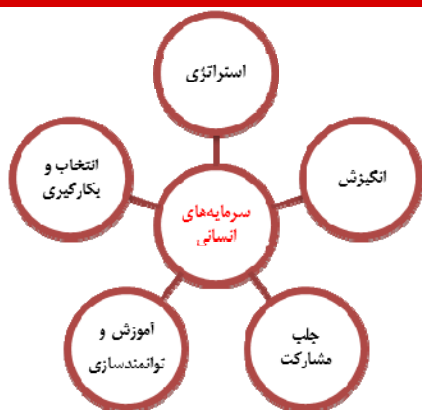 استراتژی
انگیزش
جلب
مشارکت
آموزش و
توانمندسازی
انتخاب و
بکارگیری
سرمایه‌های
انسانی